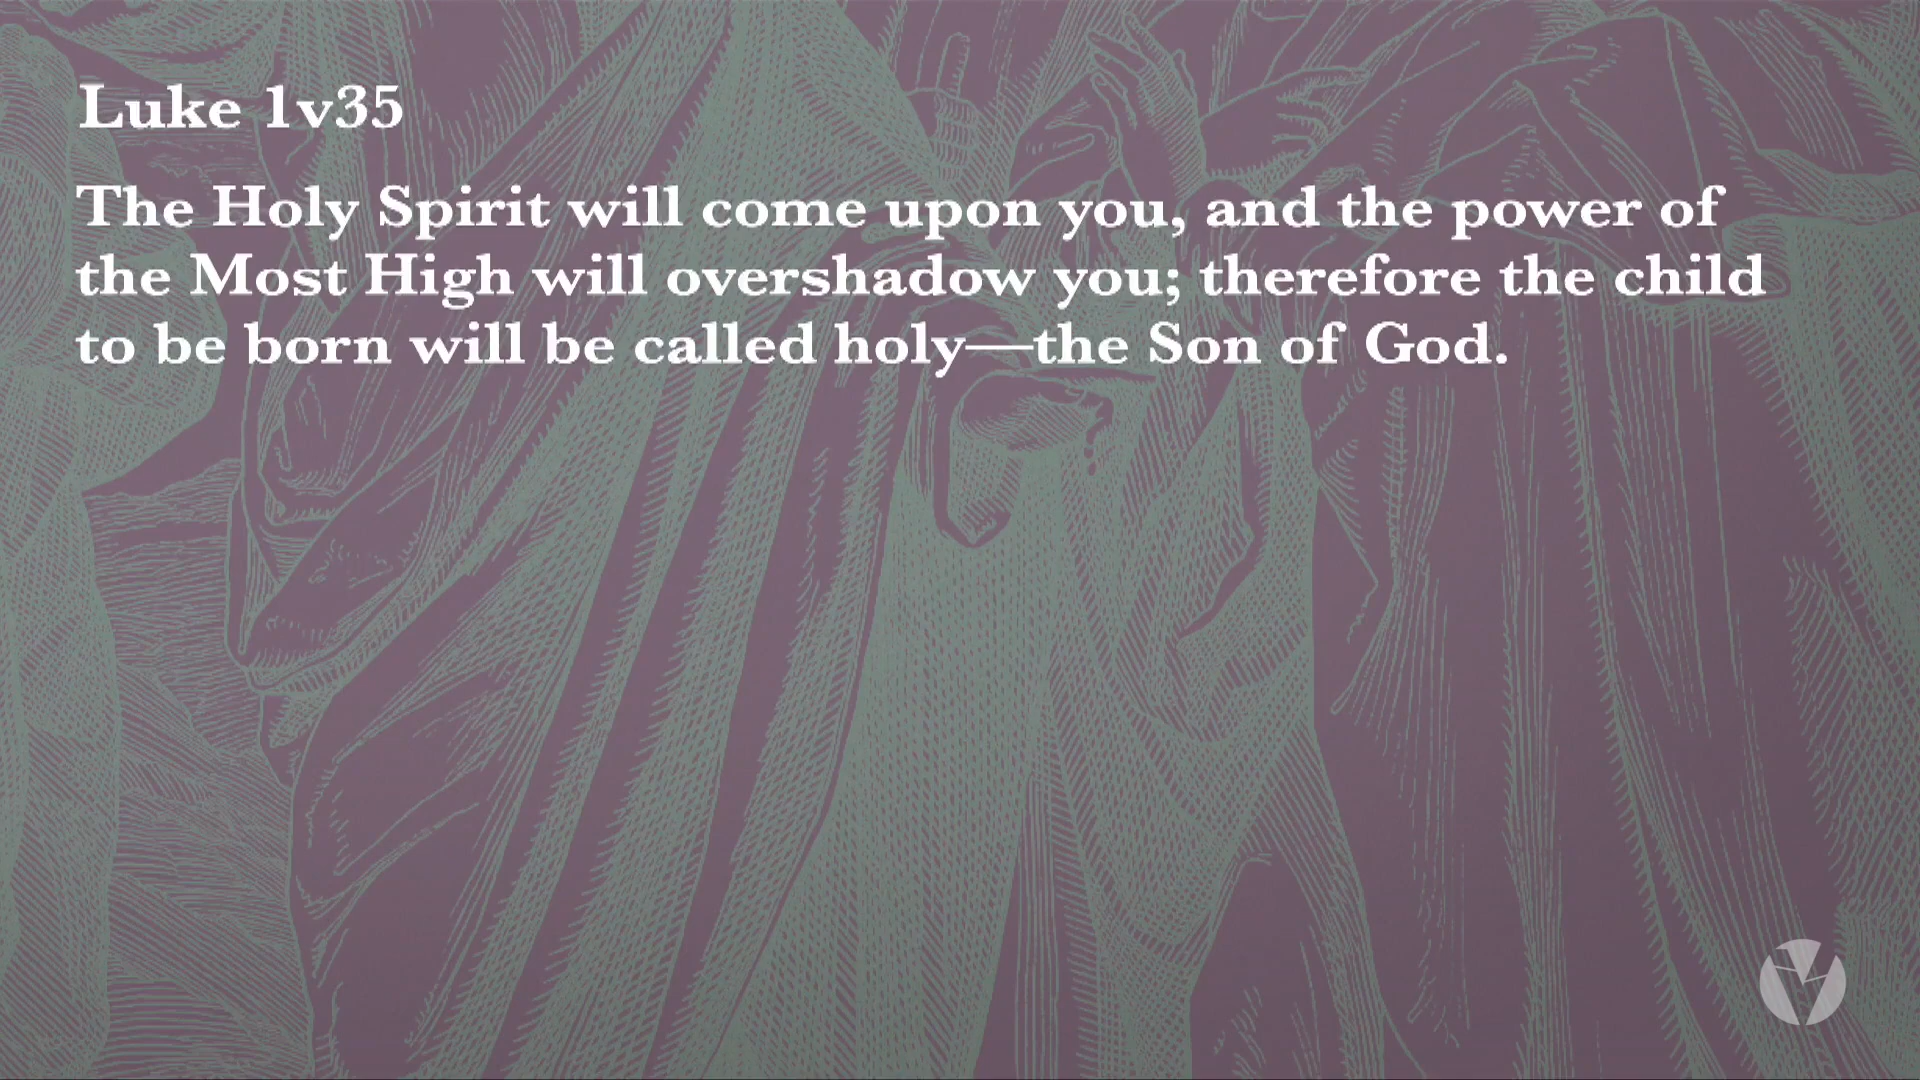 Luke 1v35
The Holy Spirit will come upon you, and the power of
the Most High will overshadow you; therefore the child
to be born will be called holy—the Son of God.